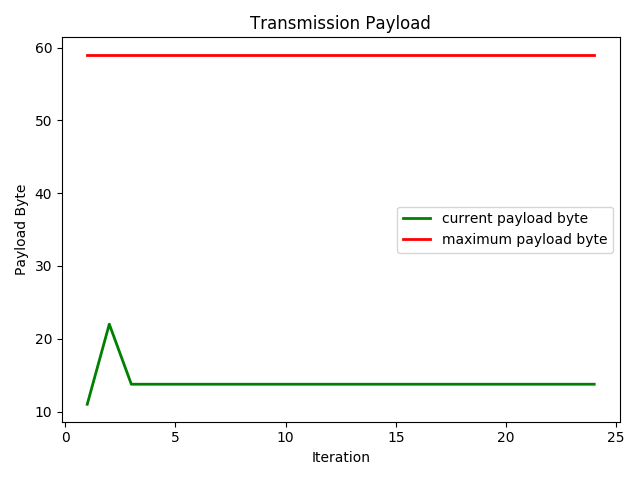 Transmission Payload
60
50
40
30
20
10
Payload Byte
current payload byte
maximum payload byte
0 5 10 15 20 25
Iteration